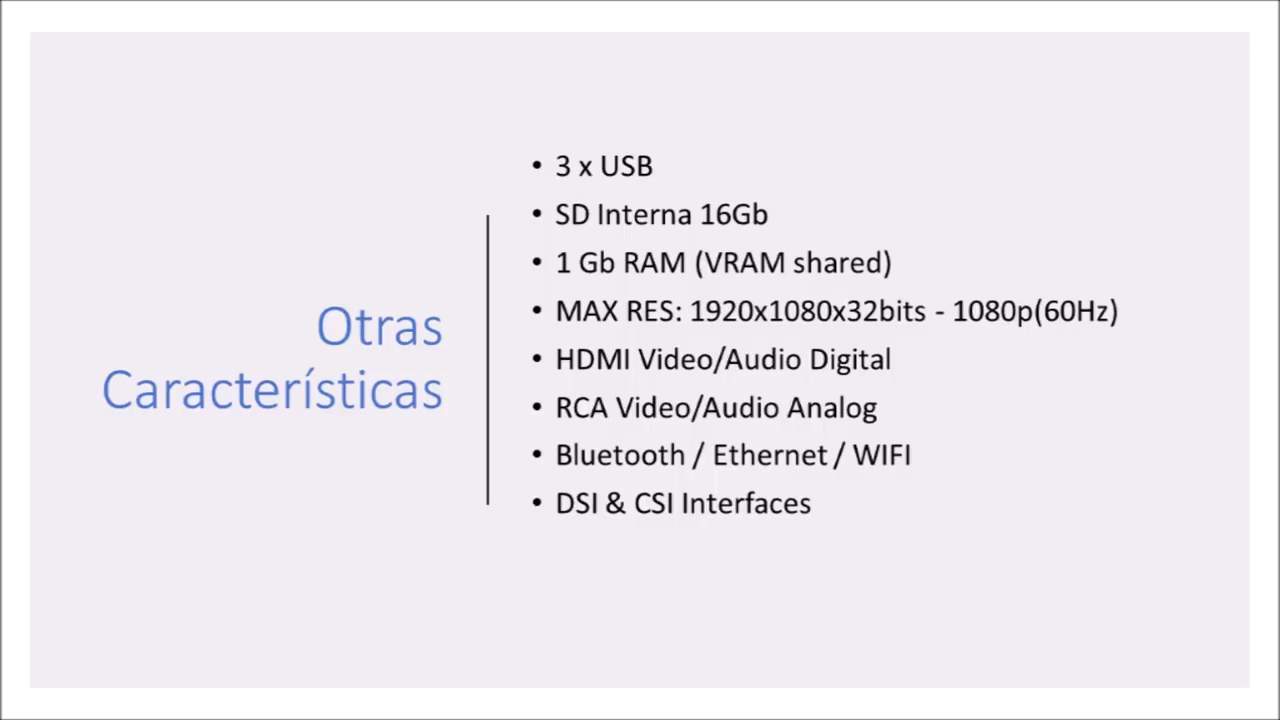 Otras
Características
• 3 x USB
• SD Interna 16Gb
• 1 Gb RAM (VRAM shared)
• MAX RES: 1920x1080x32bits - 1080p(60Hz)
• HDMI Video/Audio Digital
• RCA Video/Audio Analog
• Bluetooth / Ethernet / WIFI
• DSI & CSI Interfaces